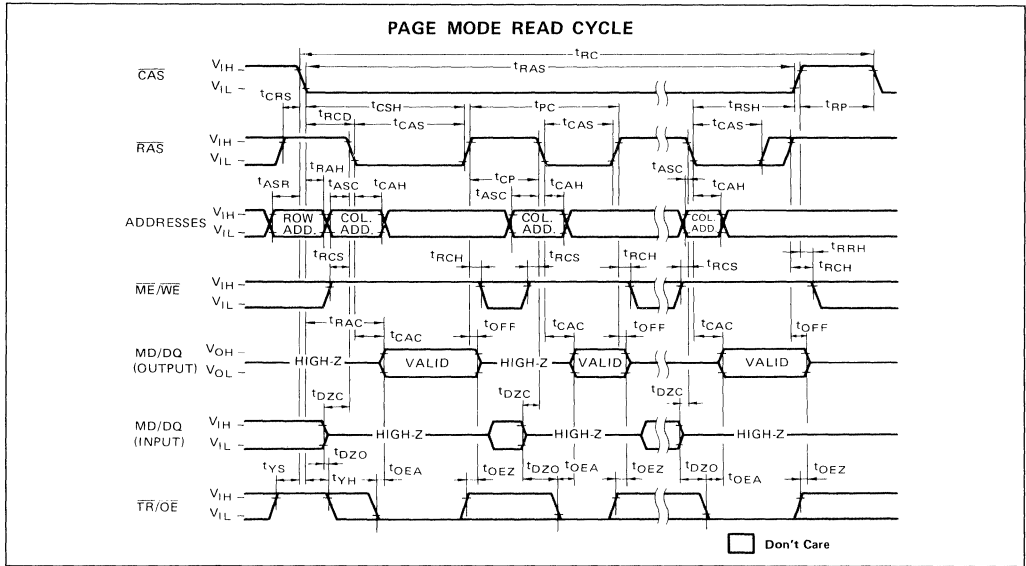 PAGE MODE READ CYCLE
tRC
CAS VIH VIL
tRAS
tCRS tCSH tPC tRSH tRP
tRCD tCAS tCAS tCAS
RAS VIH VIL
tRAH tCP tASC
tASR tASC tCAH tASC tCAH tCAH
ADDRESSES VIH VIL ROW ADD. COL. ADD. COL. ADD. COL. ADD.
tRRH
tRCS tRCH tRCS tRCH tRCS tRCH
ME/WE VIH VIL
tRAC tCAC tOFF tCAC tOFF tCAC tOFF
MD/DQ (OUTPUT) VOH VOL HIGH-Z VALID HIGH-Z VALID VALID
tDZC tDZC tDZC
MD/DQ (INPUT) VIH VIL HIGH-Z HIGH-Z HIGH-Z
tDZO
tYS tYH tOEA tOEZ tDZO tOEA tOEZ tDZO tOEA tOEZ
TR/OE VIH VIL
Don't Care